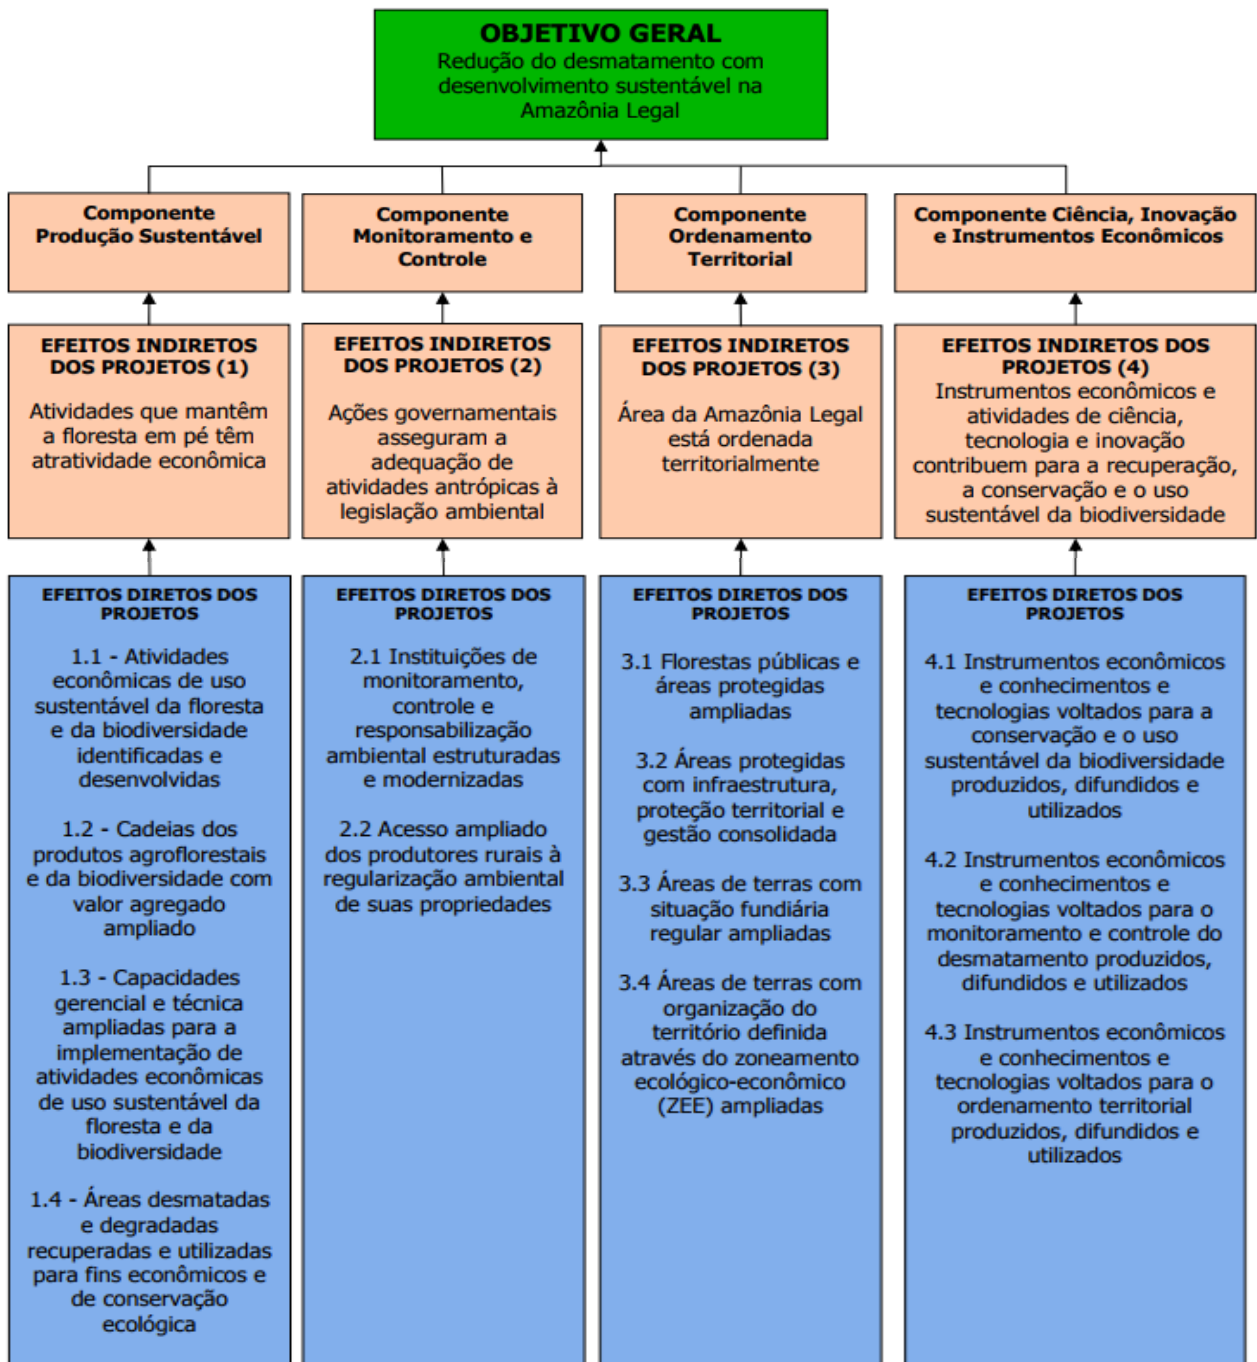 OBJETIVO GERAL
Redução do desmatamento com
desenvolvimento sustentável na
Amazônia Legal
Componente
Produção Sustentável
Componente
Monitoramento e
Controle
Componente
Ordenamento
Territorial
Componente Ciência, Inovação
e Instrumentos Econômicos
EFEITOS INDIRETOS
DOS PROJETOS (1)
Atividades que mantêm
a floresta em pé têm
atratividade econômica
EFEITOS INDIRETOS
DOS PROJETOS (2)
Ações governamentais
asseguram a
adequação de
atividades antrópicas à
legislação ambiental
EFEITOS INDIRETOS
DOS PROJETOS (3)
Área da Amazônia Legal
está ordenada
territorialmente
EFEITOS INDIRETOS DOS
PROJETOS (4)
Instrumentos econômicos e
atividades de ciência,
tecnologia e inovação
contribuem para a recuperação,
a conservação e o uso
sustentável da biodiversidade
EFEITOS DIRETOS DOS
PROJETOS
1.1 - Atividades
econômicas de uso
sustentável da floresta
e da biodiversidade
identificadas e
desenvolvidas
1.2 - Cadeias dos
produtos agroflorestais
e da biodiversidade com
valor agregado
ampliado
1.3 - Capacidades
gerencial e técnica
ampliadas para a
implementação de
atividades econômicas
de uso sustentável da
floresta e da
biodiversidade
1.4 - Áreas desmatadas
e degradadas
recuperadas e utilizadas
para fins econômicos e
de conservação
ecológica
EFEITOS DIRETOS DOS
PROJETOS
2.1 Instituições de
monitoramento,
controle e
responsabilização
ambiental estruturadas
e modernizadas
2.2 Acesso ampliado
dos produtores rurais à
regularização ambiental
de suas propriedades
EFEITOS DIRETOS DOS
PROJETOS
3.1 Florestas públicas e
áreas protegidas
ampliadas
3.2 Áreas protegidas
com infraestrutura,
proteção territorial e
gestão consolidada
3.3 Áreas de terras com
situação fundiária
regular ampliadas
3.4 Áreas de terras com
organização do
território definida
através do zoneamento
ecológico-econômico
(ZEE) ampliadas
EFEITOS DIRETOS DOS
PROJETOS
4.1 Instrumentos econômicos
e conhecimentos e
tecnologias voltados para a
conservação e o uso
sustentável da biodiversidade
produzidos, difundidos e
utilizados
4.2 Instrumentos econômicos
e conhecimentos e
tecnologias voltados para o
monitoramento e controle do
desmatamento produzidos,
difundidos e utilizados
4.3 Instrumentos econômicos
e conhecimentos e
tecnologias voltados para o
ordenamento territorial
produzidos, difundidos e
utilizados